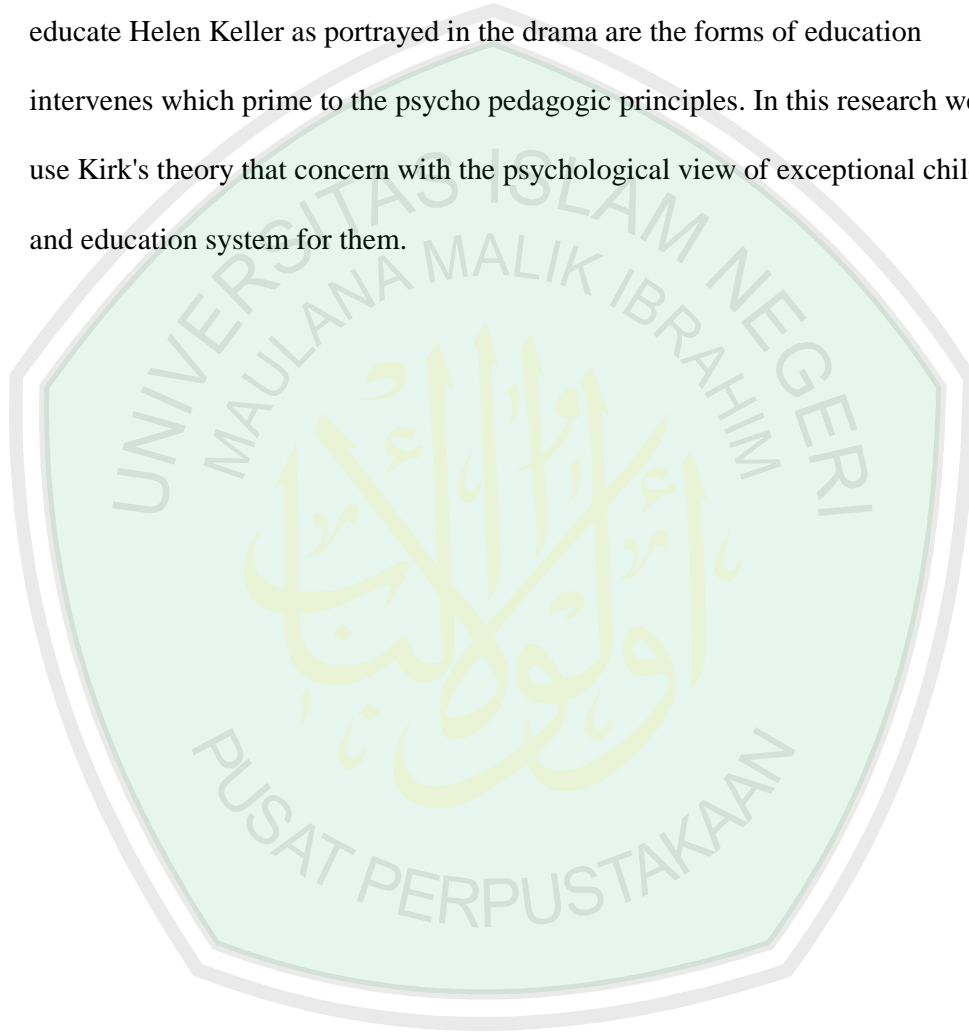 educate Helen Keller as portrayed in the drama are the forms of education
intervenes which prime to the psycho pedagogic principles. In this research we
use Kirk's theory that concern with the psychological view of exceptional chil
and education system for them.
UNIVERSITAS ISLAM NEGERI
MAULANA MALIK IBRAHIM
أولو الألباب
PUSAT PERPUSTAKAAN